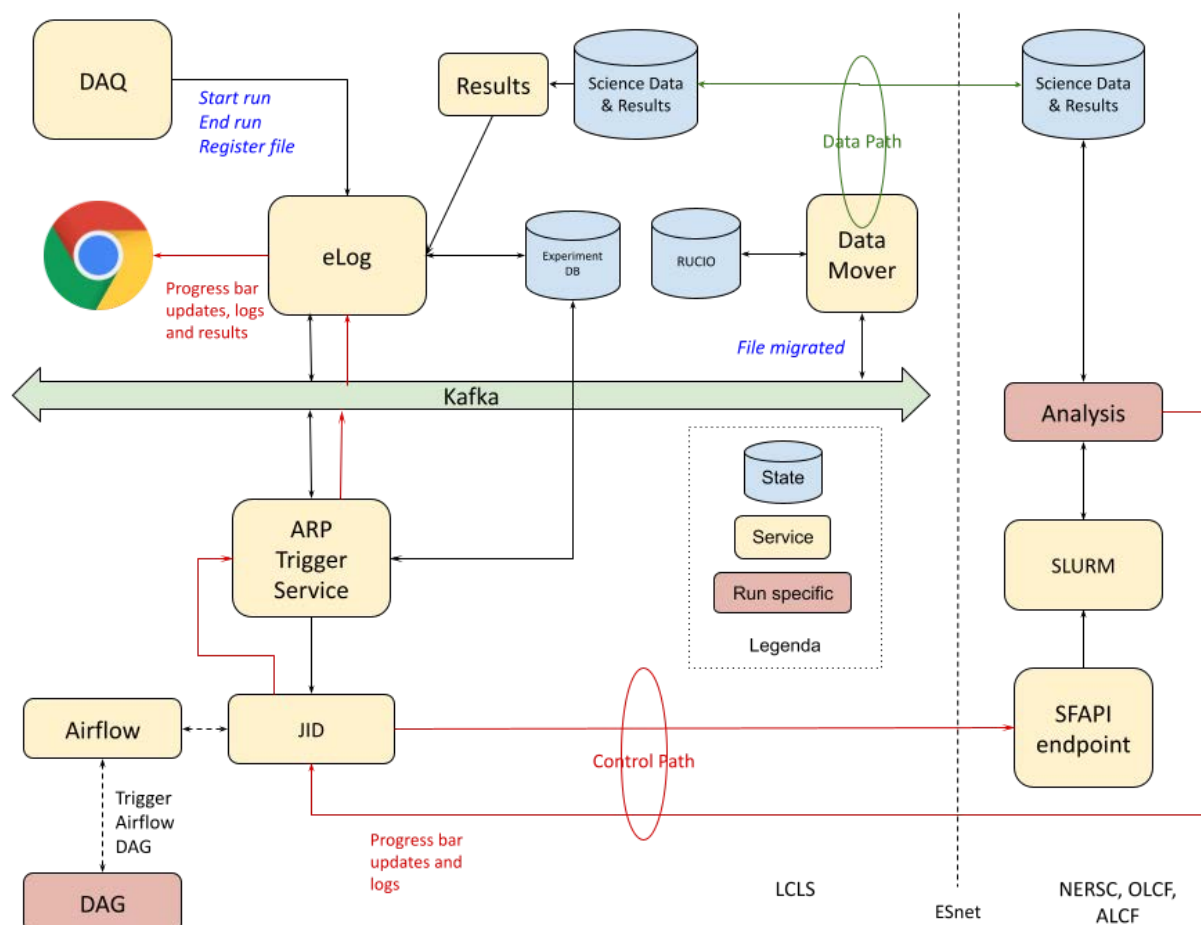 DAQ
Start run
End run
Register file
Results
Science Data
& Results
Science Data
& Results
Data Path
eLog
Experiment
DB
RUCIO
Data
Mover
Progress bar
updates, logs
and results
File migrated
Kafka
Analysis
State
Service
Run specific
Legenda
ARP
Trigger
Service
SLURM
Airflow
JID
SFAPI
endpoint
Control Path
Trigger
Airflow
DAG
Progress bar
updates and
logs
DAG
LCLS
ESnet
NERSC, OLCF,
ALCF